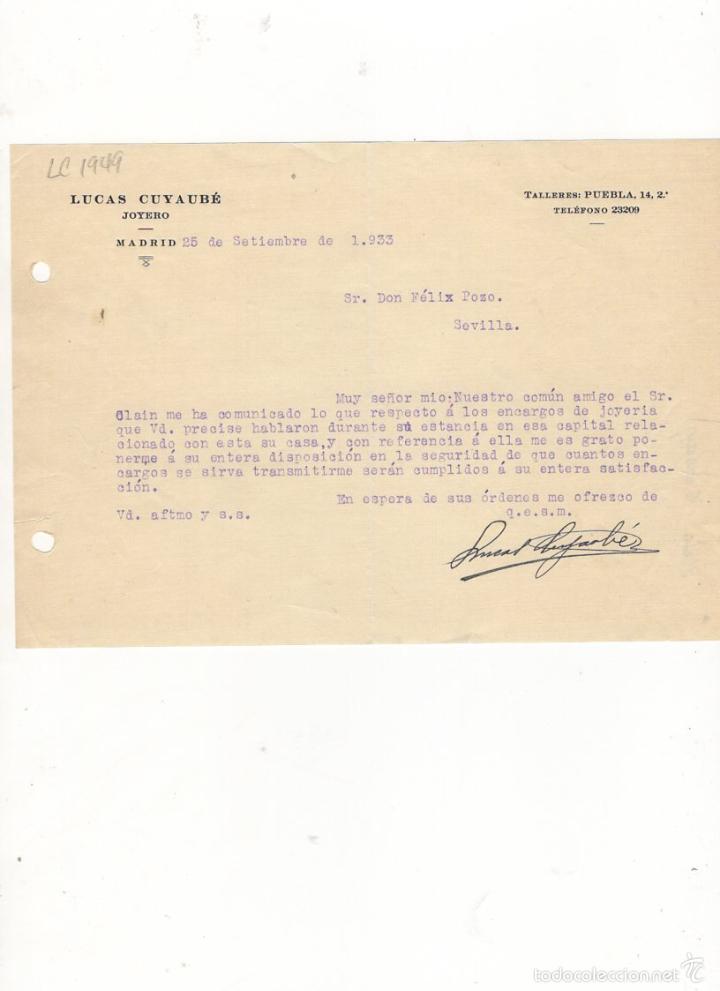 LC 1949
LUCAS CUYAUBÉ
JOYERO
MADRID 25 de Setiembre de 1.933
TALLERES: PUEBLA, 14, 2.º
TELÉFONO 23209
Sr. Don Félix Pozo.
Sevilla.
Muy señor mio:Nuestro común amigo el Sr.
Olain me ha comunicado lo que respecto á los encargos de joyeria
que Vd. precise hablaron durante su estancia en esa capital rela-
cionado con esta su casa,y con referencia á ella me es grato po-
nerme á su entera disposición en la seguridad de que cuantos en-
cargos se sirva transmitirme serán cumplidos á su entera satisfac-
ción.
En espera de sus órdenes me ofrezco de
Vd. aftmo y s.s. q.e.s.m.
Lucas Cuyaubé
todocoleccion.net